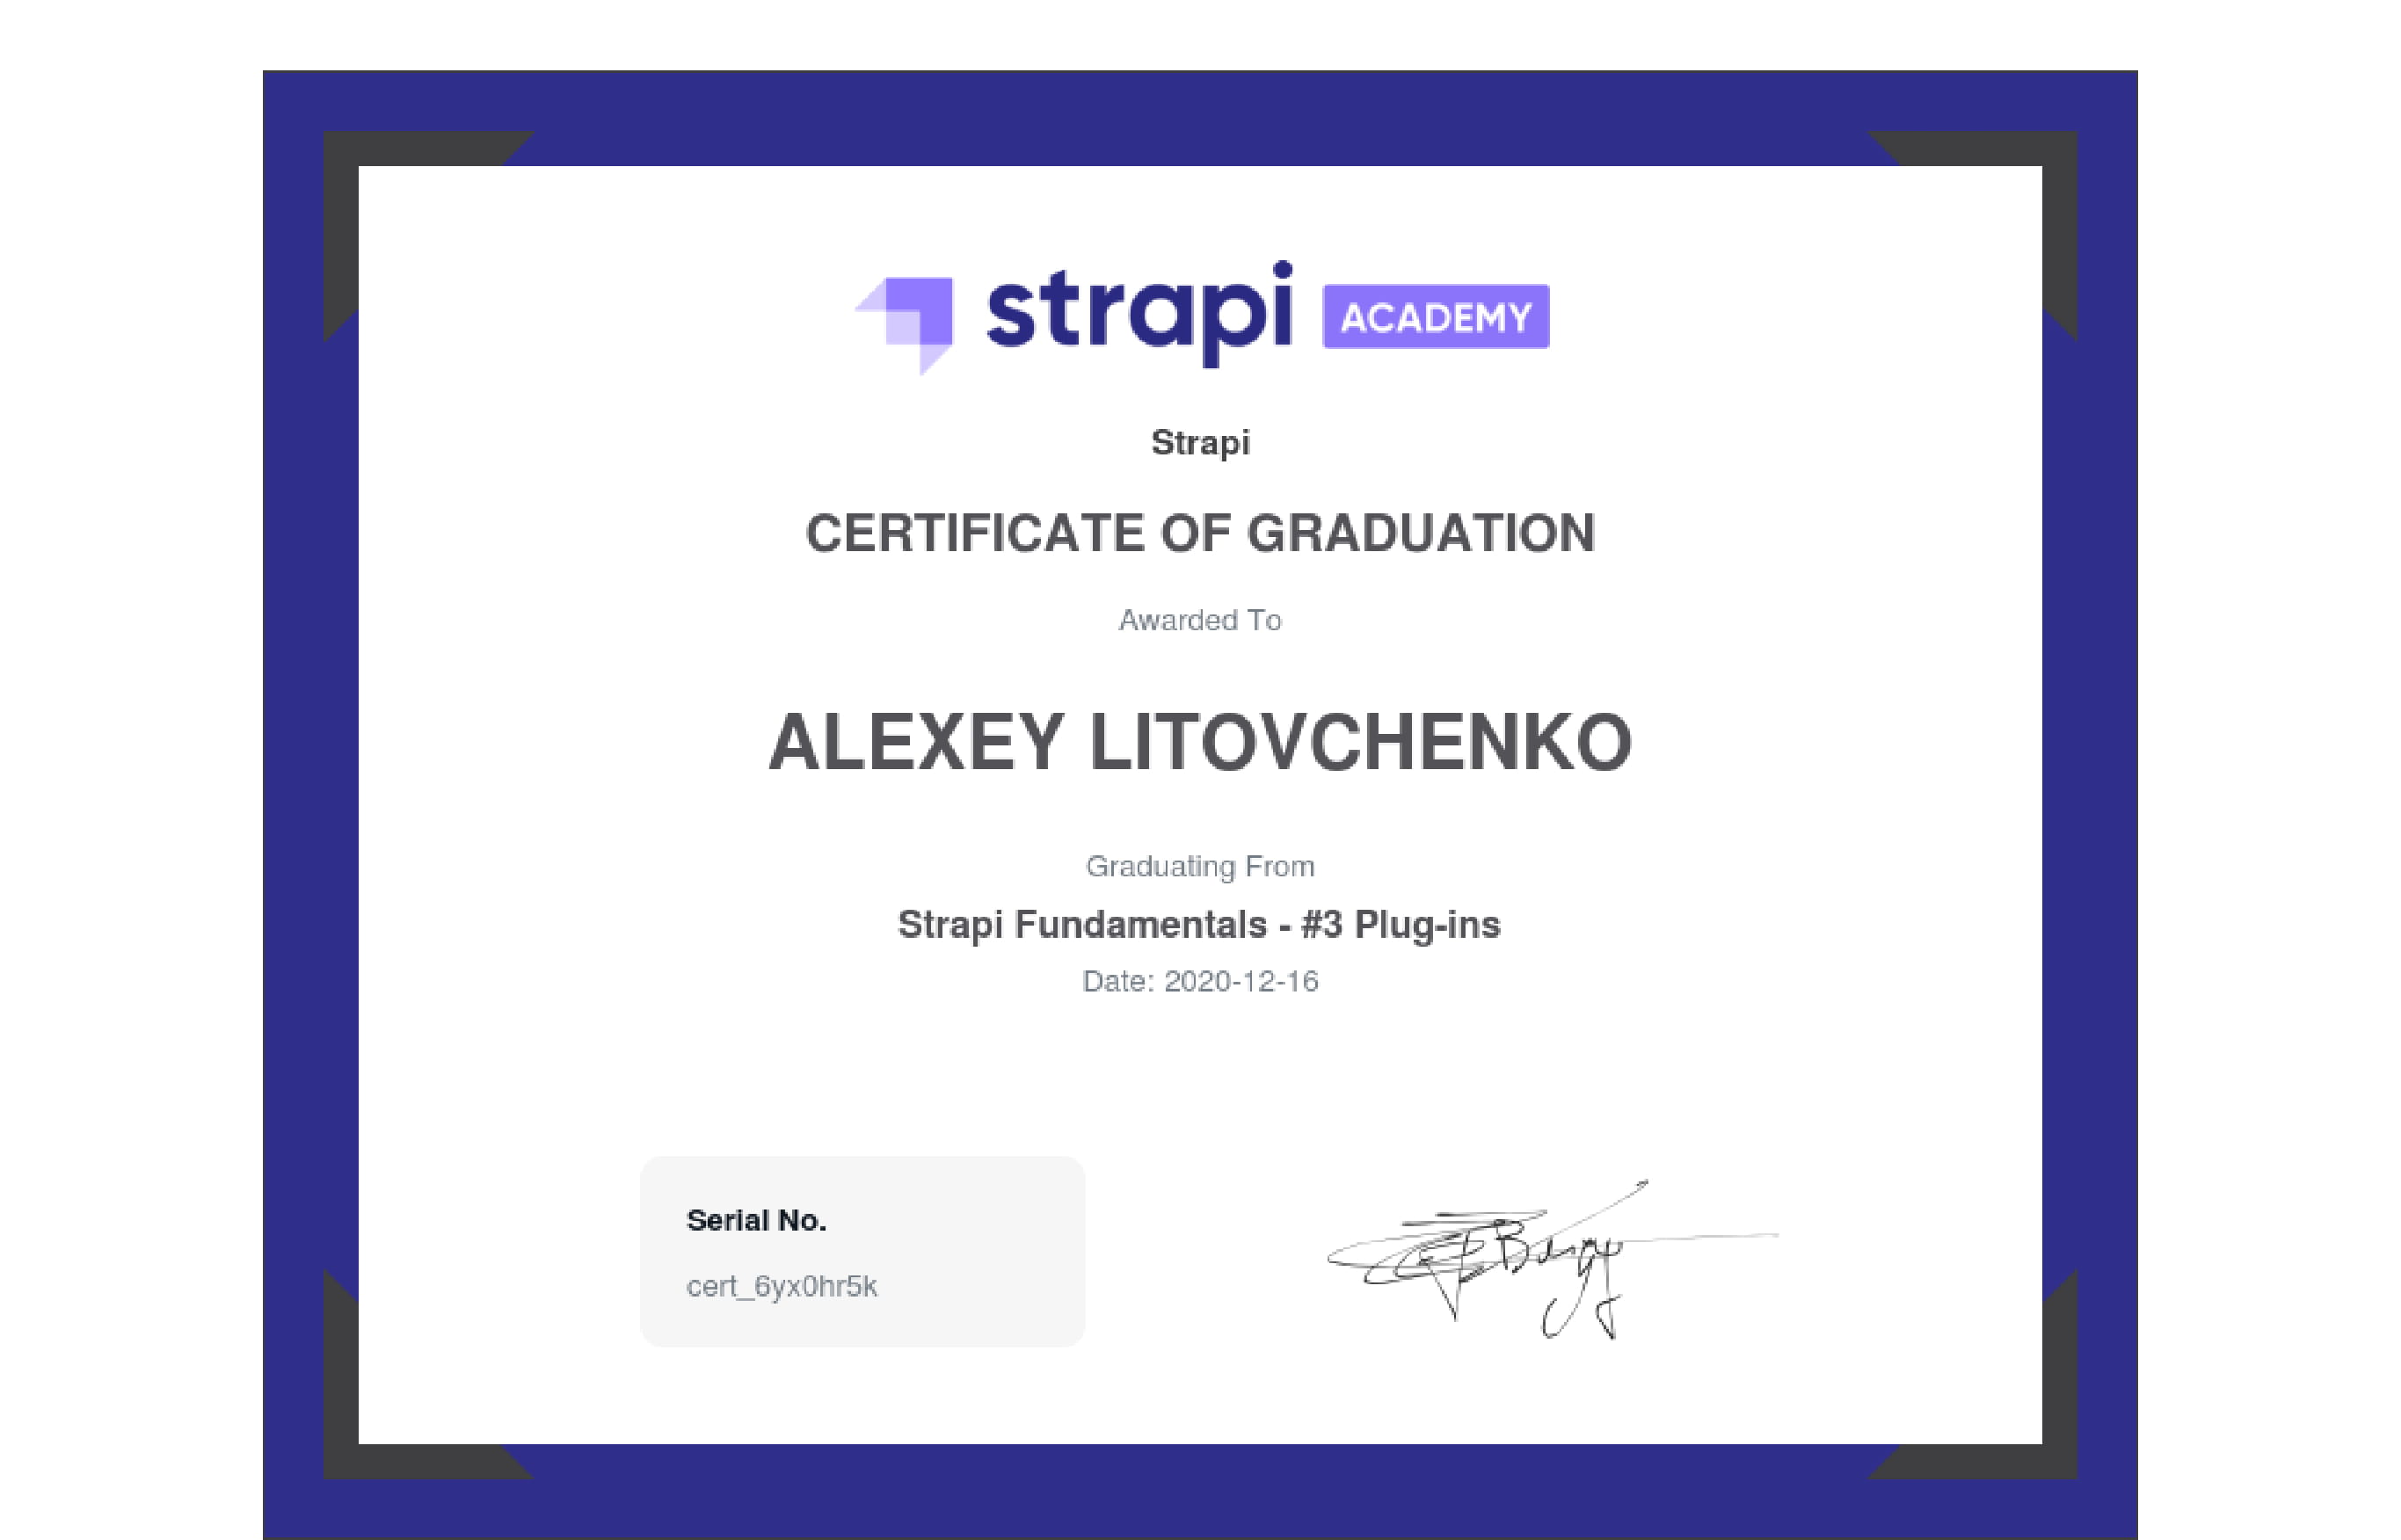 strapi ACADEMY
Strapi
CERTIFICATE OF GRADUATION
Awarded To
ALEXEY LITOVCHENKO
Graduating From
Strapi Fundamentals - #3 Plug-ins
Date: 2020-12-16
Serial No.
cert_6yx0hr5k